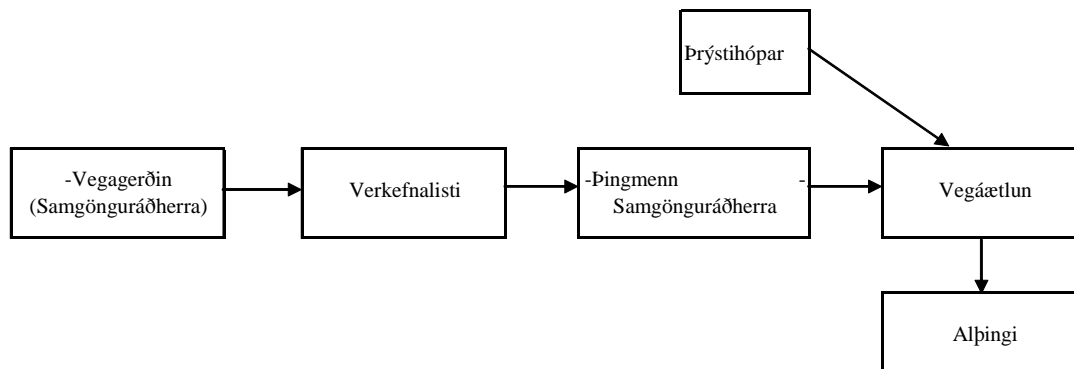 Þrýstihópar
-Vegagerðin
(Samgönguráðherra)
Verkefnalisti
-Þingmenn -
Samgönguráðherra
Vegáætlun
Alþingi